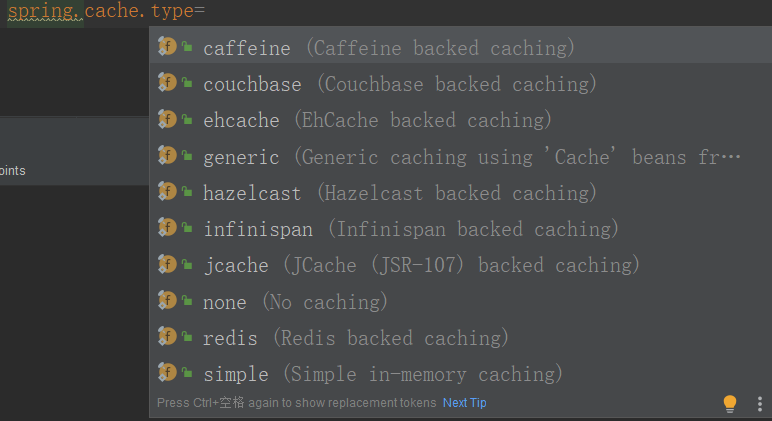 spring.cache.type=
caffeine (Caffeine backed caching)
couchbase (Couchbase backed caching)
ehcache (EhCache backed caching)
oints
generic (Generic caching using 'Cache' beans fr…
hazelcast (Hazelcast backed caching)
infinispan (Infinispan backed caching)
jcache (JCache (JSR-107) backed caching)
none (No caching)
redis (Redis backed caching)
simple (Simple in-memory caching)
Press Ctrl+空格 again to show replacement tokens Next Tip